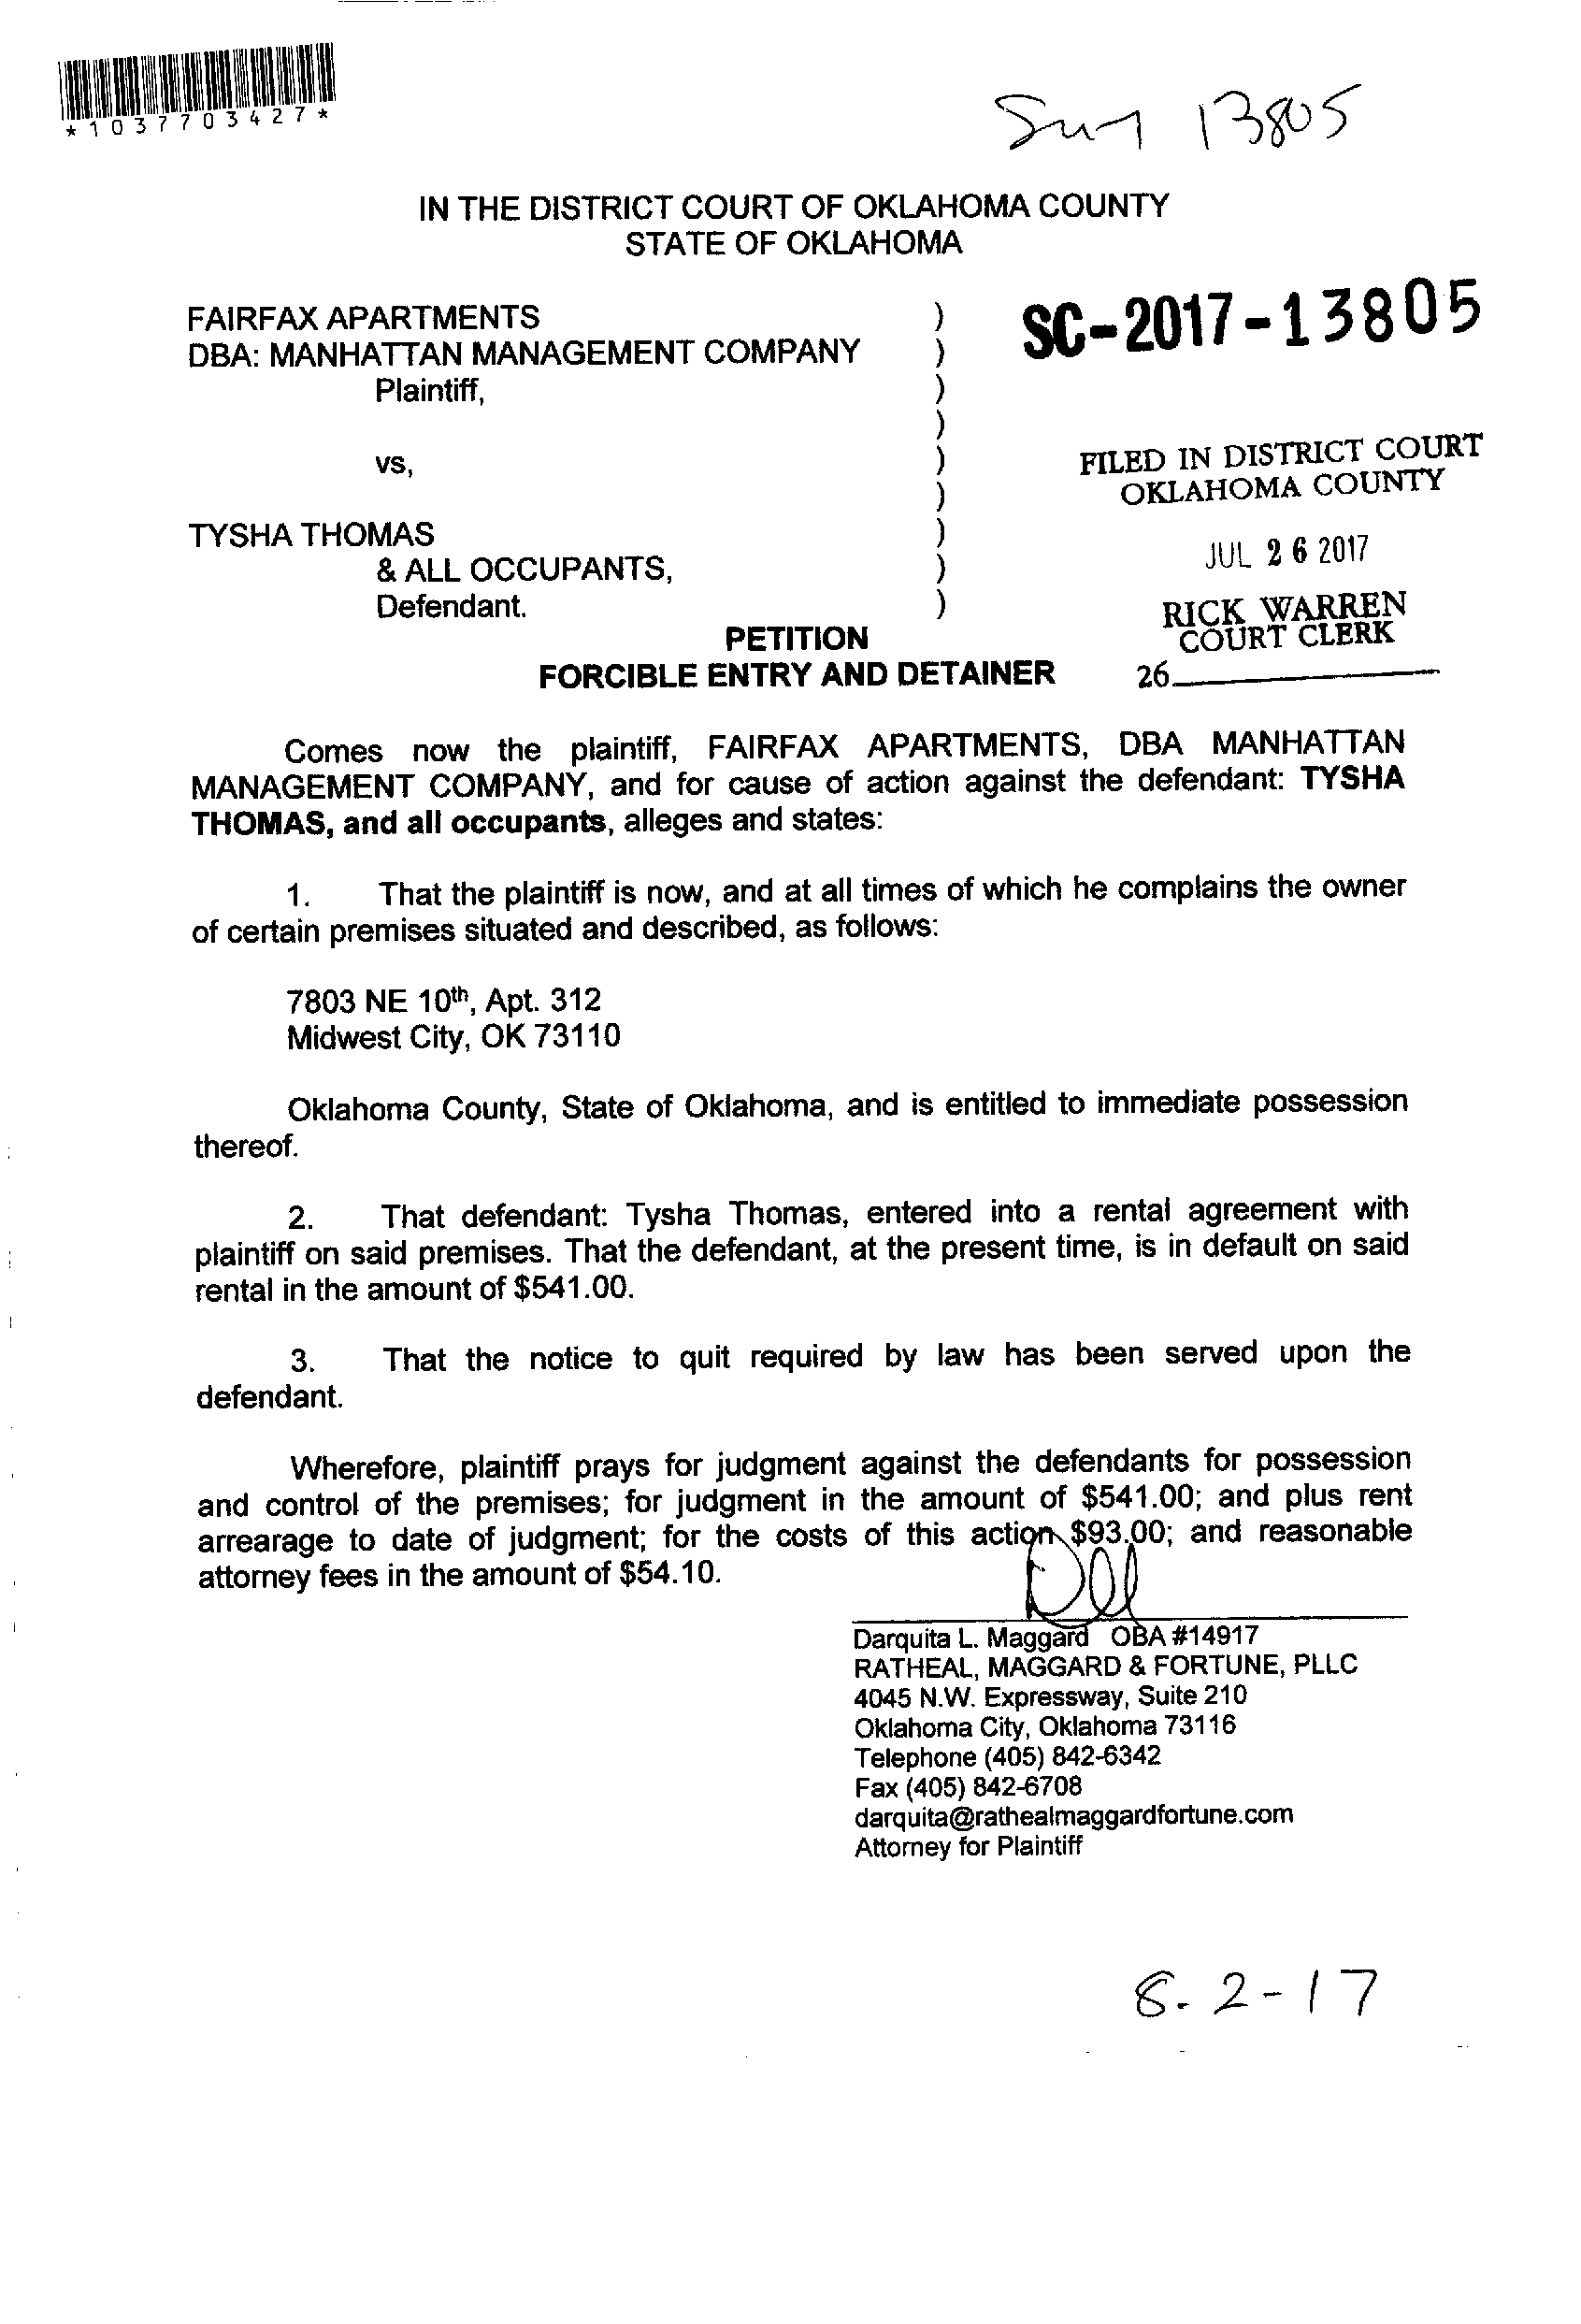 *1037703427*
13805
IN THE DISTRICT COURT OF OKLAHOMA COUNTY
STATE OF OKLAHOMA
FAIRFAX APARTMENTS )
DBA: MANHATTAN MANAGEMENT COMPANY )
Plaintiff, )
)
vs, )
)
TYSHA THOMAS )
& ALL OCCUPANTS, )
Defendant. )
SC-2017-13805
FILED IN DISTRICT COURT
OKLAHOMA COUNTY
JUL 26 2017
RICK WARREN
COURT CLERK
26
PETITION
FORCIBLE ENTRY AND DETAINER
Comes now the plaintiff, FAIRFAX APARTMENTS, DBA MANHATTAN
MANAGEMENT COMPANY, and for cause of action against the defendant: TYSHA
THOMAS, and all occupants, alleges and states:
1. That the plaintiff is now, and at all times of which he complains the owner
of certain premises situated and described, as follows:
7803 NE 10th, Apt. 312
Midwest City, OK 73110
Oklahoma County, State of Oklahoma, and is entitled to immediate possession
thereof.
2. That defendant: Tysha Thomas, entered into a rental agreement with
plaintiff on said premises. That the defendant, at the present time, is in default on said
rental in the amount of $541.00.
3. That the notice to quit required by law has been served upon the
defendant.
Wherefore, plaintiff prays for judgment against the defendants for possession
and control of the premises; for judgment in the amount of $541.00; and plus rent
arrearage to date of judgment; for the costs of this action $93.00; and reasonable
attorney fees in the amount of $54.10.
Darquita L. Maggard OBA #14917
RATHEAL, MAGGARD & FORTUNE, PLLC
4045 N.W. Expressway, Suite 210
Oklahoma City, Oklahoma 73116
Telephone (405) 842-6342
Fax (405) 842-6708
darquita@rathealmaggardfortune.com
Attorney for Plaintiff
8-2-17